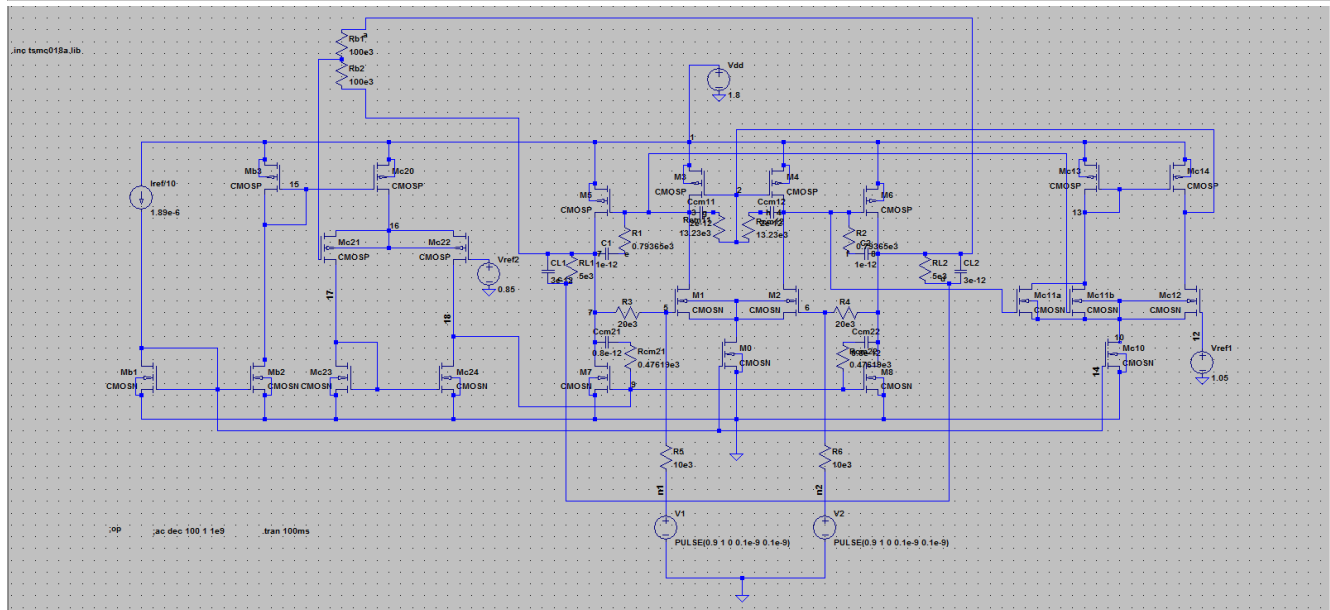 .inc tsmc018a.lib
Rb1
a
100e3
Rb2
100e3
Vdd
1.8
1
Mb3
CMOSP
15
Mc20
CMOSP
M5
CMOSP
M3
CMOSP
2
M4
CMOSP
M6
CMOSP
Mc13
CMOSP
Mc14
CMOSP
Iref/10
1.89e-6
16
Mc21
CMOSP
Mc22
CMOSP
Vref2
0.85
R1
0.79365e3
Ccm11
3
13.23e3
Ccm12
4
13.23e3
R2
0.79365e3
13
C1
1e-12
7
e
CL1
RL1
5e3
1e-12
RL2
5e3
CL2
3e-12
17
18
7
R3
20e3
5
M1
CMOSN
M2
CMOSN
6
R4
20e3
Mc11a
CMOSN
Mc11b
CMOSN
Mc12
CMOSN
Ccm21
0.8e-12
Rcm21
0.47619e3
M0
CMOSN
Ccm22
0.47619e3
10
Mc10
CMOSN
12
Vref1
1.05
14
Mb1
CMOSN
Mb2
CMOSN
Mc23
CMOSN
Mc24
CMOSN
M7
CMOSN
9
M8
CMOSN
R5
10e3
R6
10e3
n1
n2
V1
PULSE(0.9 1 0 0.1e-9 0.1e-9)
V2
PULSE(0.9 1 0 0.1e-9 0.1e-9)
;op
;ac dec 100 1 1e9
.tran 100ms